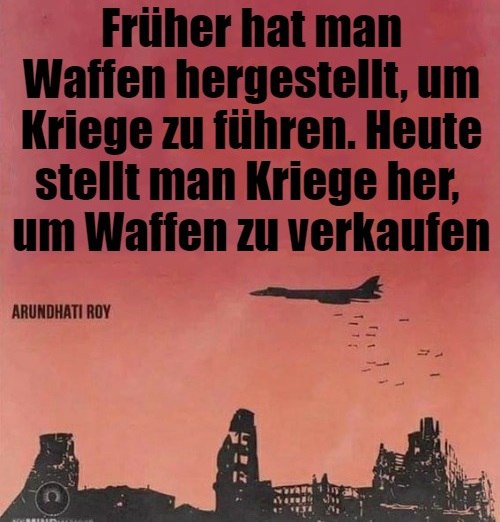 Früher hat man
Waffen hergestellt, um
Kriege zu führen. Heute
stellt man Kriege her,
um Waffen zu verkaufen
ARUNDHATI ROY